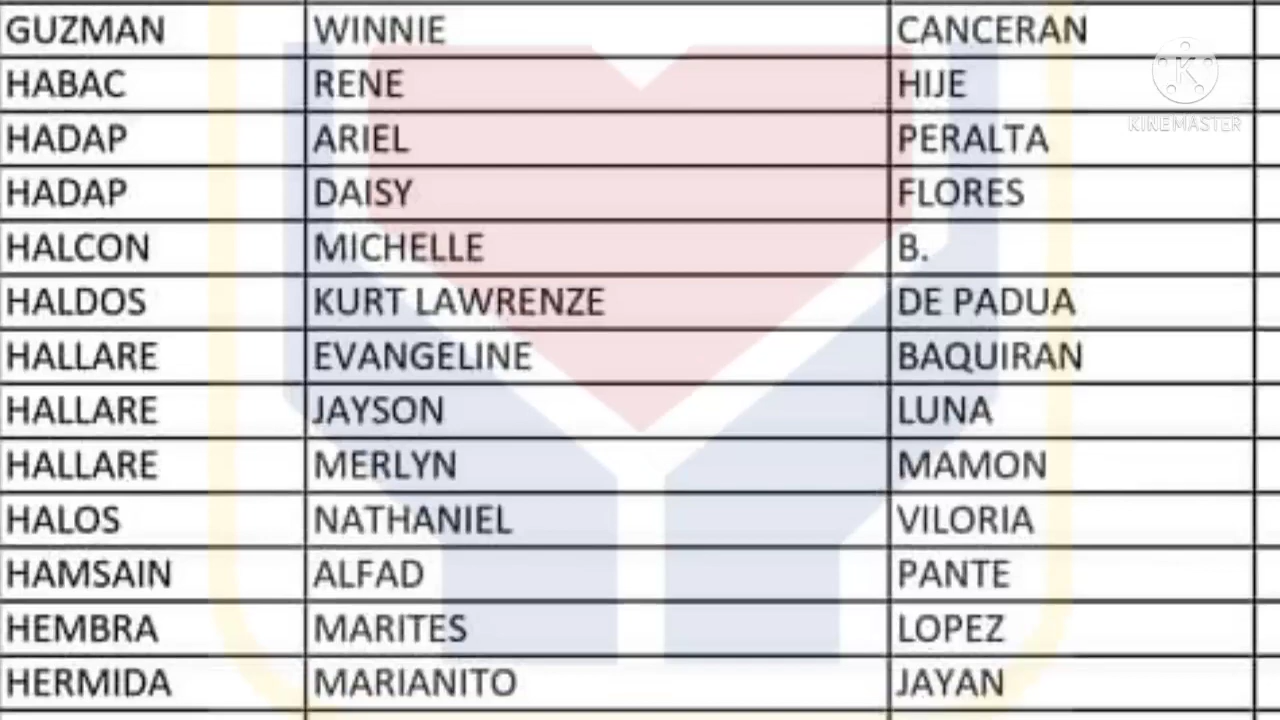 GUZMAN WINNIE CANCERAN
HABAC RENE HIJE
HADAP ARIEL PERALTA
HADAP DAISY FLORES
HALCON MICHELLE B.
HALDOS KURT LAWRENZE DE PADUA
HALLARE EVANGELINE BAQUIRAN
HALLARE JAYSON LUNA
HALLARE MERLYN MAMON
HALOS NATHANIEL VILORIA
HAMSAIN ALFAD PANTE
HEMBRA MARITES LOPEZ
HERMIDA MARIANITO JAYAN
K
KINEMASTER